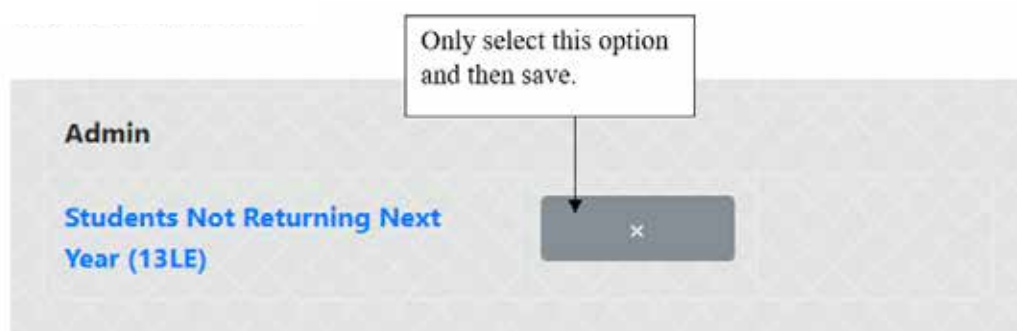 Only select this option
and then save.
Admin
Students Not Returning Next
Year (13LE)
×